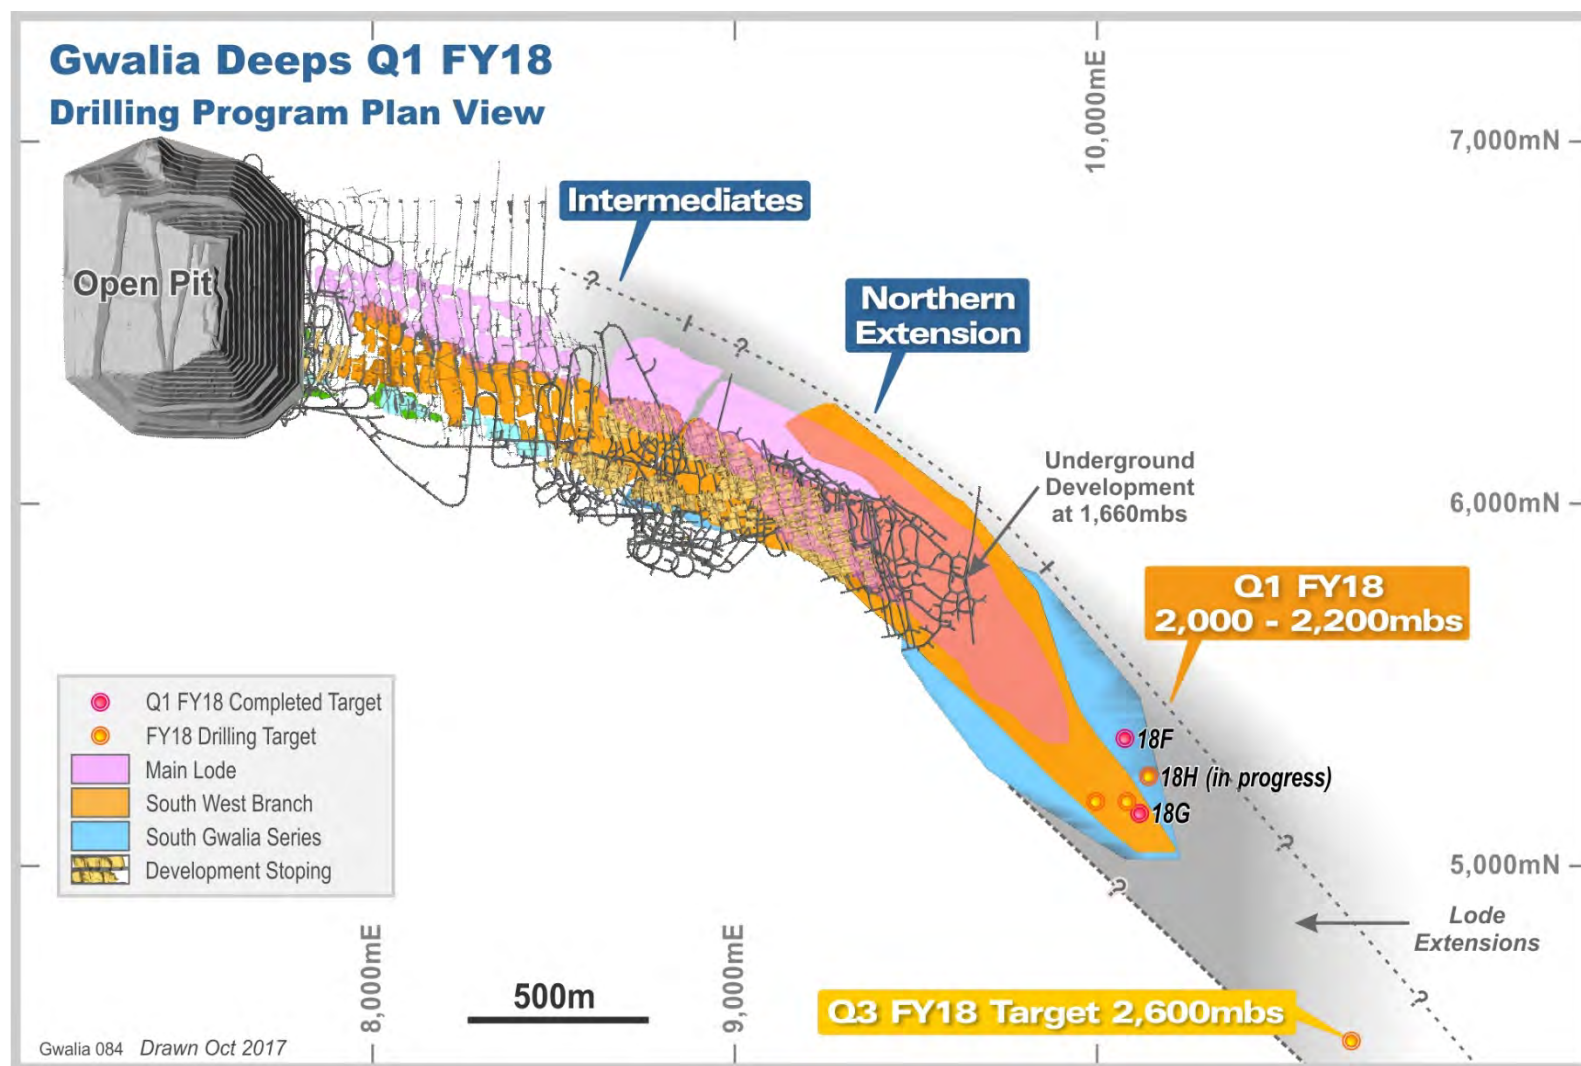 Gwalia Deeps Q1 FY18
Drilling Program Plan View
10,000mE
7,000mN
Intermediates
Open Pit
?
Northern
Extension
?
Underground
Development
at 1,660mbs
6,000mN
Q1 FY18
2,000 - 2,200mbs
Q1 FY18 Completed Target
FY18 Drilling Target
Main Lode
South West Branch
South Gwalia Series
Development Stoping
18F
18H (in progress)
18G
?
5,000mN
?
Lode
Extensions
8,000mE
9,000mE
500m
?
Q3 FY18 Target 2,600mbs
Gwalia 084 Drawn Oct 2017